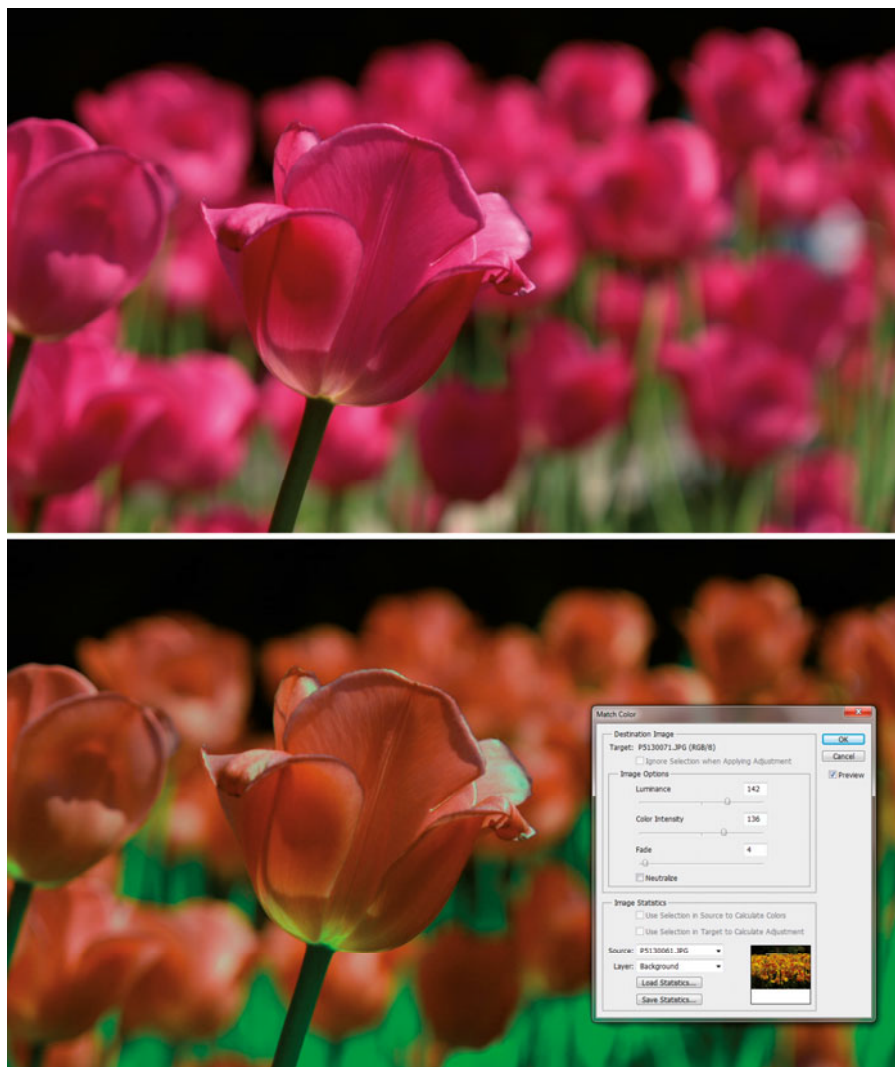 Match Color
Destination Image
Target: P5130071.JPG (RGB/8)
Ignore Selection when Applying Adjustment
Image Options
Luminance 142
Color Intensity 136
Fade 4
Neutralize
OK
Cancel
Preview
Image Statistics
Use Selection in Source to Calculate Colors
Use Selection in Target to Calculate Adjustment
Source: P5130061.JPG
Layer: Background
Load Statistics...
Save Statistics...